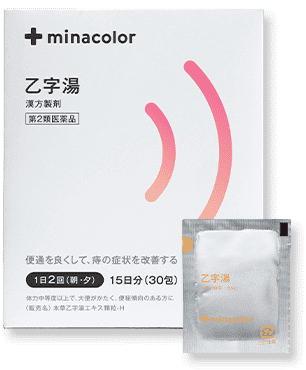 minacolor
乙字湯
漢方製剤
第2類医薬品
便通を良くして、痔の症状を改善する
1日2回(朝・夕) 15日分(30包)
体力中等度以上で、大便がかたく、便秘傾向のある方に
(販売名) 本草乙字湯エキス顆粒-H
乙字湯
minacolor